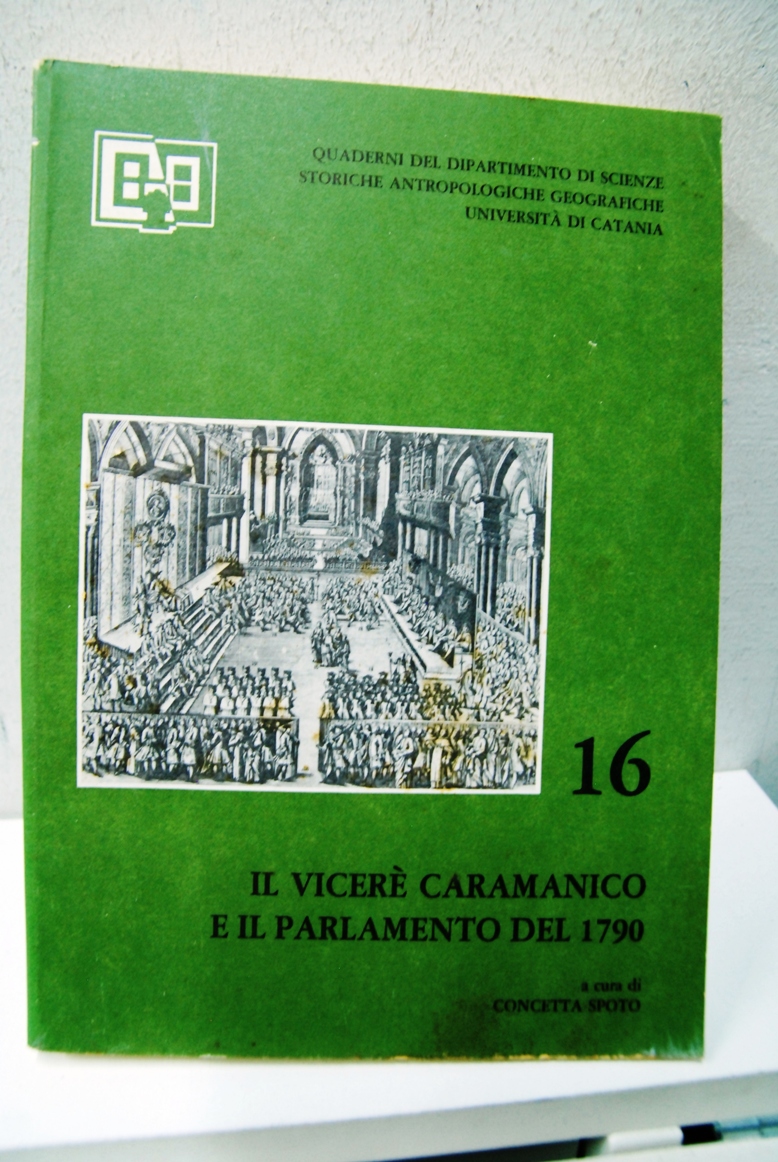 QUADERNI DEL DIPARTIMENTO DI SCIENZE
STORICHE ANTROPOLOGICHE GEOGRAFICHE
UNIVERSITÀ DI CATANIA
16
IL VICERÈ CARAMANICO
E IL PARLAMENTO DEL 1790
a cura di
CONCETTA SPOTO